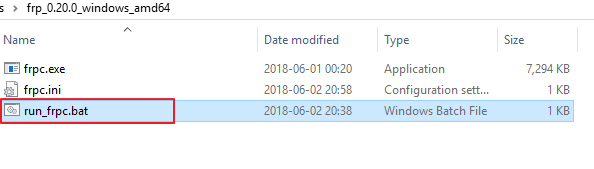 s › frp_0.20.0_windows_amd64
Name Date modified Type Size
frpc.exe 2018-06-01 00:20 Application 7,294 KB
frpc.ini 2018-06-02 20:58 Configuration sett... 1 KB
run_frpc.bat 2018-06-02 20:38 Windows Batch File 1 KB